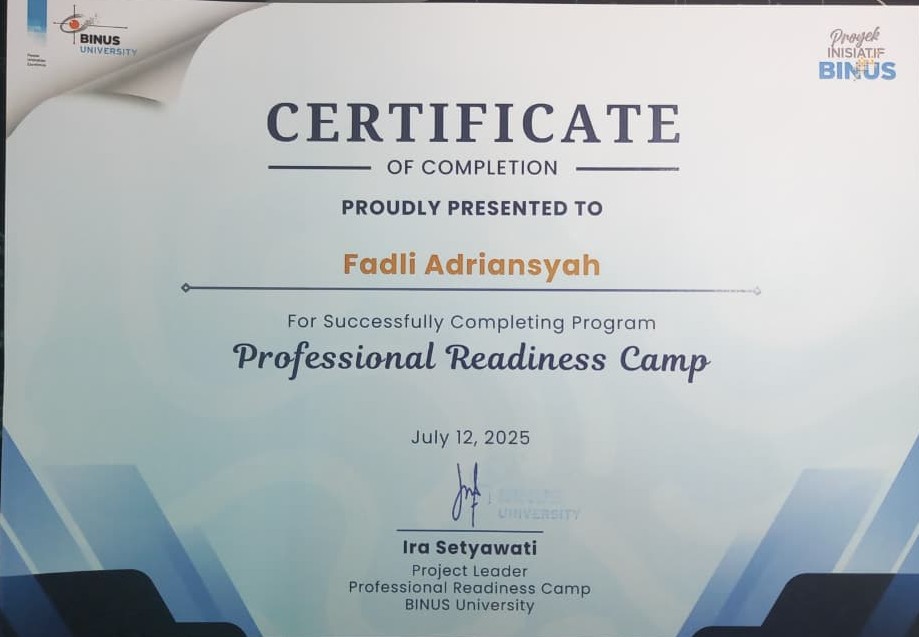 BINUS
UNIVERSITY
Proyek
INISIATIF
BINUS
CERTIFICATE
OF COMPLETION
PROUDLY PRESENTED TO
Fadli Adriansyah
For Successfully Completing Program
Professional Readiness Camp
July 12, 2025
UNIVERSITY
Ira Setyawati
Project Leader
Professional Readiness Camp
BINUS University